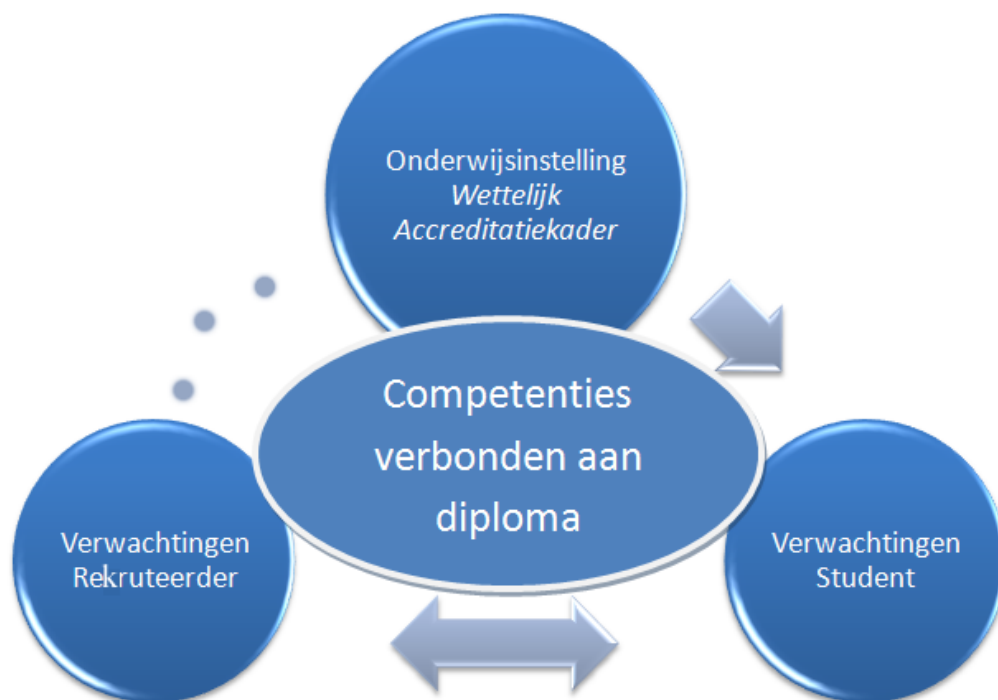 Onderwijsinstelling
Wettelijk
Accreditatiekader
Competenties
verbonden aan
diploma
Verwachtingen
Rekruteerder
Verwachtingen
Student